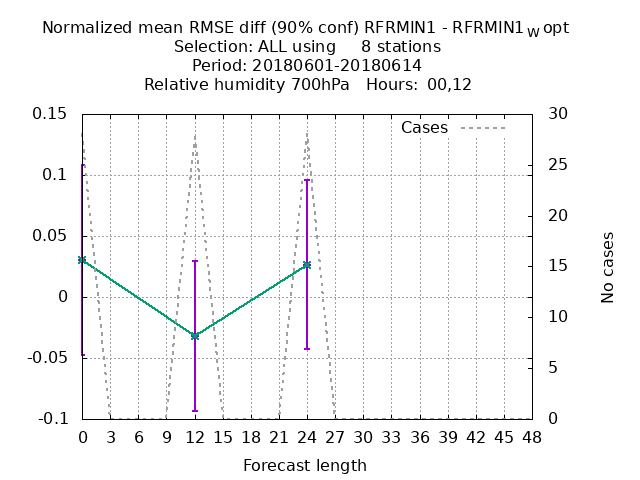 Normalized mean RMSE diff (90% conf) RFRMIN1 - RFRMIN1W opt
Selection: ALL using 8 stations
Period: 20180601-20180614
Relative humidity 700hPa Hours: 00,12
0.15
0.1
0.05
0
-0.05
-0.1
30
25
20
15
10
5
0
Cases
No cases
0 3 6 9 12 15 18 21 24 27 30 33 36 39 42 45 48
Forecast length